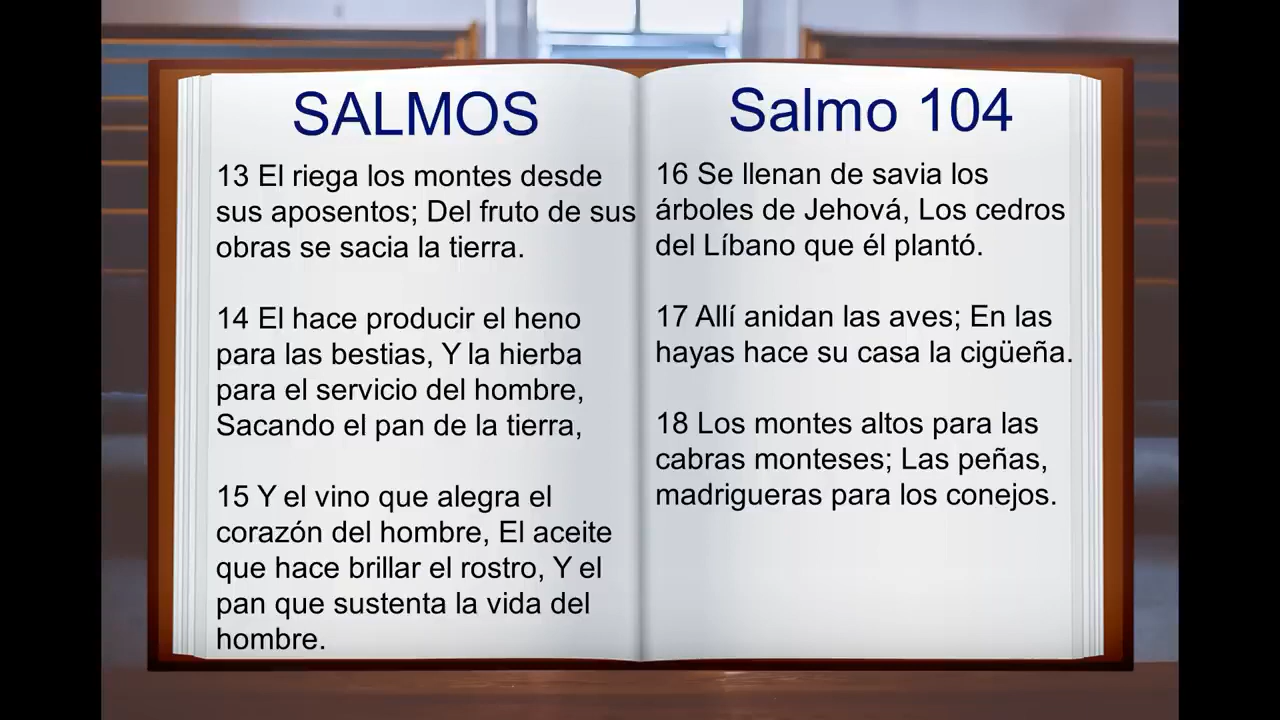 SALMOS
13 El riega los montes desde
sus aposentos; Del fruto de sus
obras se sacia la tierra.
14 El hace producir el heno
para las bestias, Y la hierba
para el servicio del hombre,
Sacando el pan de la tierra,
15 Y el vino que alegra el
corazón del hombre, El aceite
que hace brillar el rostro, Y el
pan que sustenta la vida del
hombre.
Salmo 104
16 Se llenan de savia los
árboles de Jehová, Los cedros
del Líbano que él plantó.
17 Allí anidan las aves; En las
hayas hace su casa la cigüeña.
18 Los montes altos para las
cabras monteses; Las peñas,
madrigueras para los conejos.